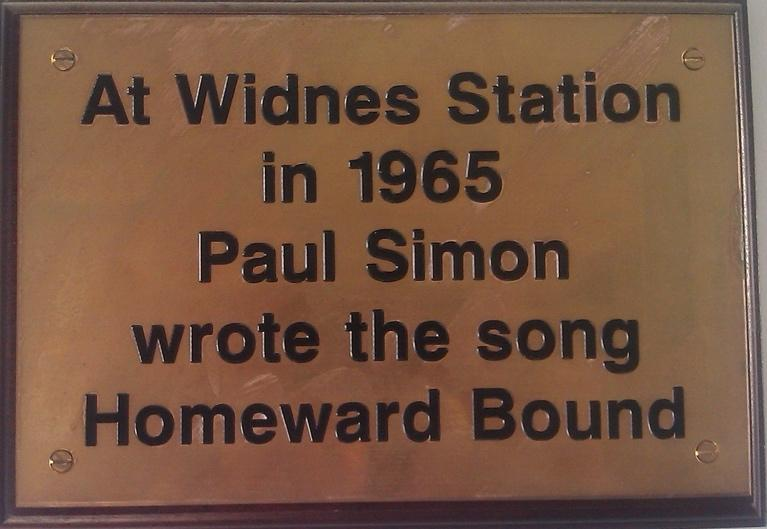 At Widnes Station
in 1965
Paul Simon
wrote the song
Homeward Bound